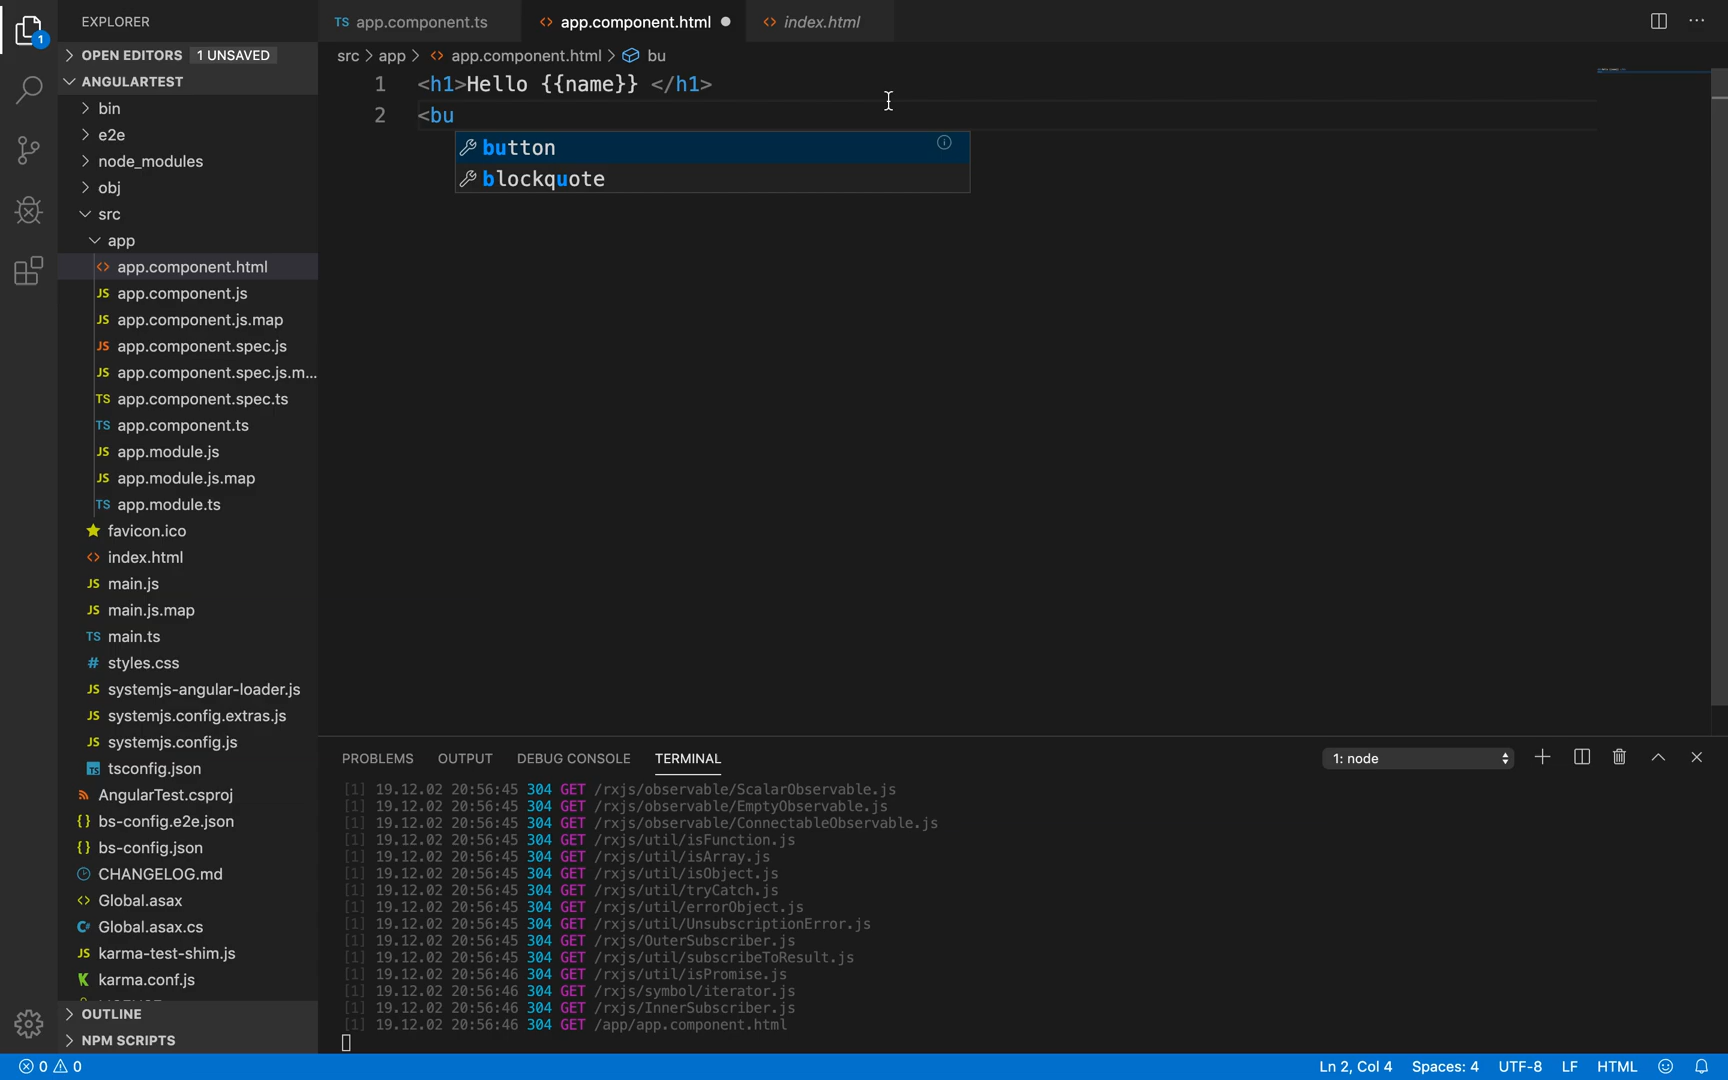 EXPLORER
OPEN EDITORS 1 UNSAVED
ANGULARTEST
bin
e2e
node_modules
obj
src
app
app.component.html
app.component.js
app.component.js.map
app.component.spec.js
app.component.spec.js.m...
app.component.spec.ts
app.component.ts
app.module.js
app.module.js.map
app.module.ts
favicon.ico
index.html
main.js
main.js.map
main.ts
styles.css
systemjs-angular-loader.js
systemjs.config.extras.js
systemjs.config.js
tsconfig.json
AngularTest.csproj
bs-config.e2e.json
bs-config.json
CHANGELOG.md
Global.asax
Global.asax.cs
karma-test-shim.js
karma.conf.js
OUTLINE
NPM SCRIPTS
TS app.component.ts <> app.component.html <> index.html
src > app > <> app.component.html > bu
1 <h1>Hello {{name}} </h1>
2 <bu
button
blockquote
PROBLEMS OUTPUT DEBUG CONSOLE TERMINAL 1: node
[1] 19.12.02 20:56:45 304 GET /rxjs/observable/ScalarObservable.js
[1] 19.12.02 20:56:45 304 GET /rxjs/observable/EmptyObservable.js
[1] 19.12.02 20:56:45 304 GET /rxjs/observable/ConnectableObservable.js
[1] 19.12.02 20:56:45 304 GET /rxjs/util/isFunction.js
[1] 19.12.02 20:56:45 304 GET /rxjs/util/isArray.js
[1] 19.12.02 20:56:45 304 GET /rxjs/util/isObject.js
[1] 19.12.02 20:56:45 304 GET /rxjs/util/tryCatch.js
[1] 19.12.02 20:56:45 304 GET /rxjs/util/errorObject.js
[1] 19.12.02 20:56:45 304 GET /rxjs/util/UnsubscriptionError.js
[1] 19.12.02 20:56:45 304 GET /rxjs/OuterSubscriber.js
[1] 19.12.02 20:56:45 304 GET /rxjs/util/subscribeToResult.js
[1] 19.12.02 20:56:46 304 GET /rxjs/util/isPromise.js
[1] 19.12.02 20:56:46 304 GET /rxjs/symbol/iterator.js
[1] 19.12.02 20:56:46 304 GET /rxjs/InnerSubscriber.js
[1] 19.12.02 20:56:46 304 GET /app/app.component.html
0 0 Ln 2, Col 4 Spaces: 4 UTF-8 LF HTML